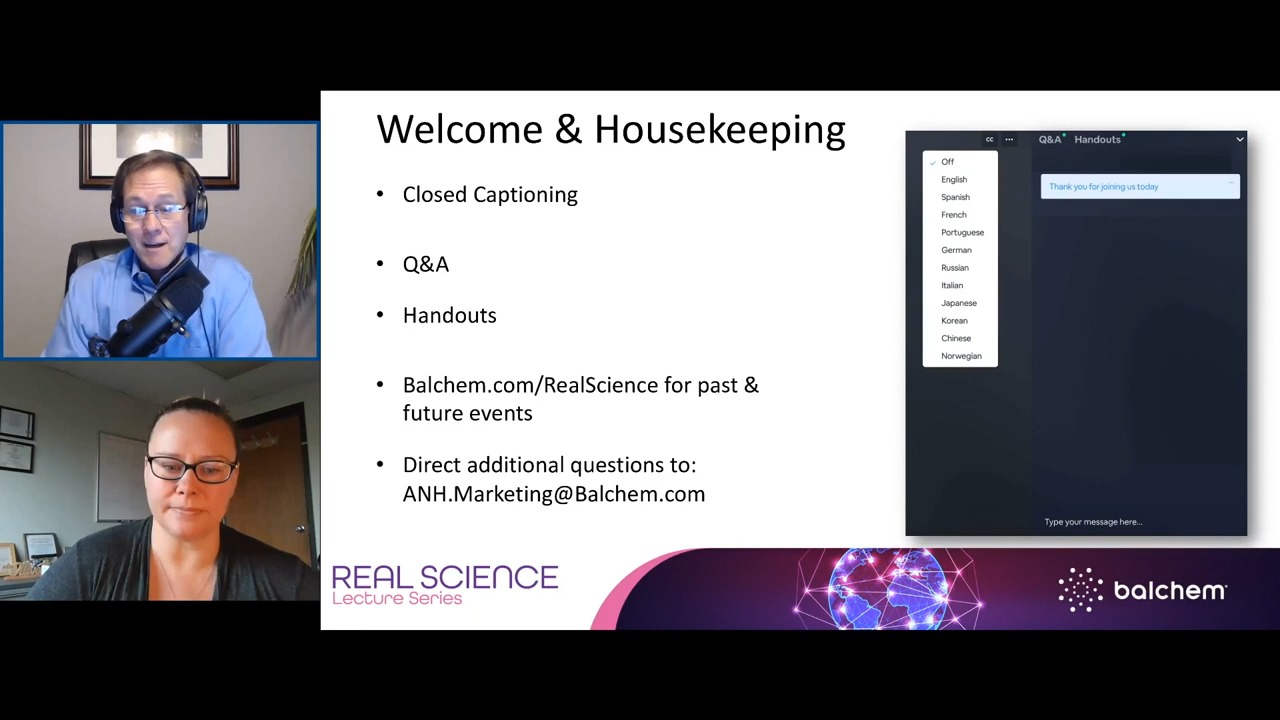 Welcome & Housekeeping
• Closed Captioning
• Q&A
• Handouts
• Balchem.com/RealScience for past &
future events
• Direct additional questions to:
ANH.Marketing@Balchem.com
CC
Q&A Handouts
Off
English
Spanish
French
Portuguese
German
Russian
Italian
Japanese
Korean
Chinese
Norwegian
Thank you for joining us today
Type your message here...
REAL SCIENCE
Lecture Series
balchem